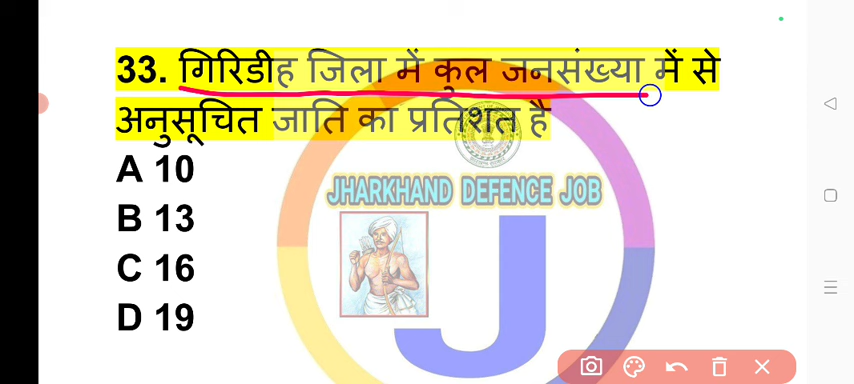 33. गिरिडीह जिला में कुल जनसंख्या में से
अनुसूचित जाति का प्रतिशत है
A 10
JHARKHAND DEFENCE JOB
B 13
C 16
D 19
J